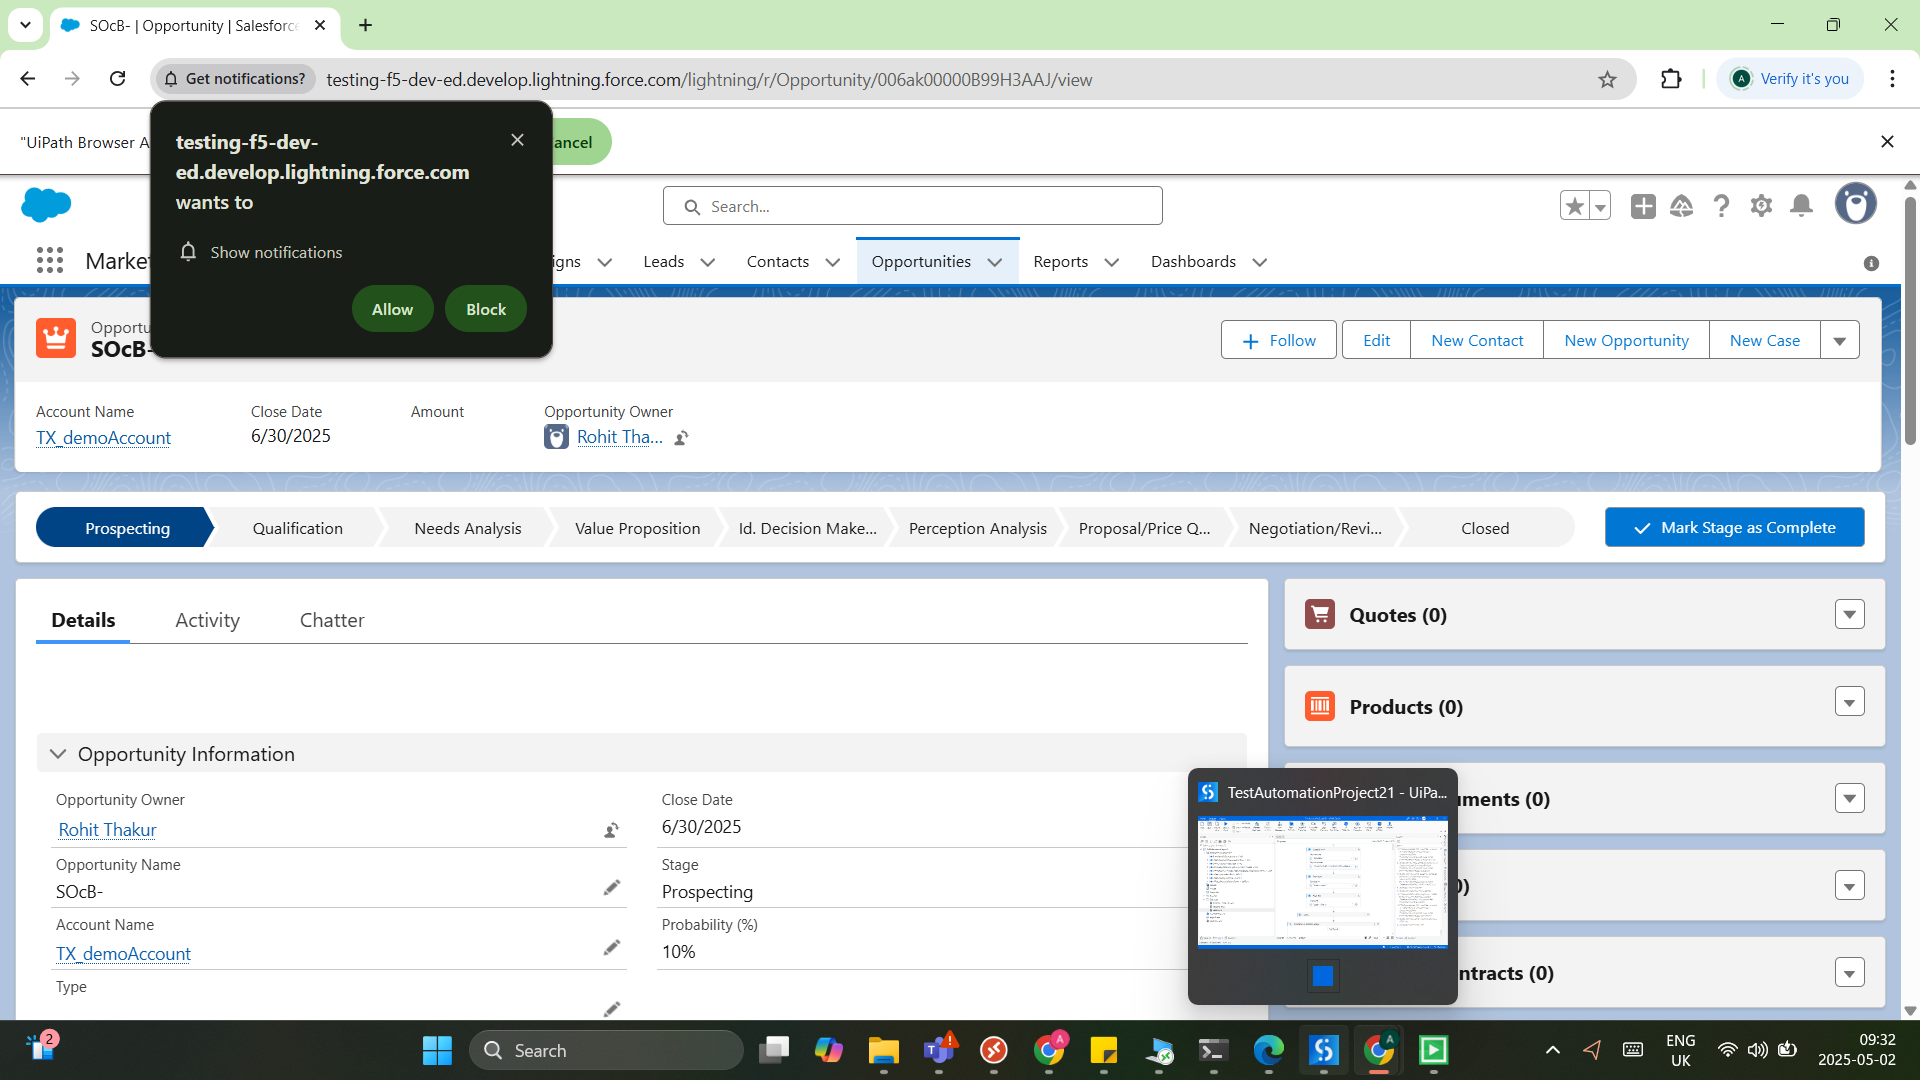 SOcB- | Opportunity | Salesforce
Get notifications?
testing-f5-dev-ed.develop.lightning.force.com/lightning/r/Opportunity/006ak00000B99H3AAJ/view
Verify it's you
"UiPath Browser A
ancel
testing-f5-dev-
ed.develop.lightning.force.com
wants to
Show notifications
Allow
Block
Search...
Market
igns
Leads
Contacts
Opportunities
Reports
Dashboards
Opportu
SOcB-
Follow
Edit
New Contact
New Opportunity
New Case
Account Name
TX_demoAccount
Close Date
6/30/2025
Amount
Opportunity Owner
Rohit Tha...
Prospecting
Qualification
Needs Analysis
Value Proposition
Id. Decision Make...
Perception Analysis
Proposal/Price Q...
Negotiation/Revi...
Closed
Mark Stage as Complete
Details
Activity
Chatter
Quotes (0)
Products (0)
uments (0)
0)
ntracts (0)
Opportunity Information
Opportunity Owner
Rohit Thakur
Close Date
6/30/2025
Opportunity Name
SOcB-
Stage
Prospecting
Account Name
TX_demoAccount
Probability (%)
10%
Type
TestAutomationProject21 - UiPa...
2
Search
A
A
ENG
UK
09:32
2025-05-02